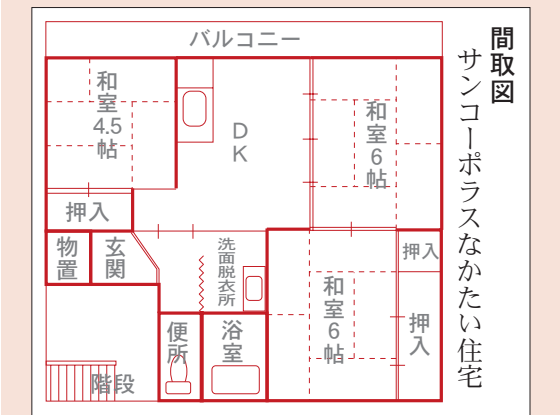 間取図
サンコーポラスなかたい住宅
バルコニー
和室4.5帖
DK
和室6帖
押入
物置
玄関
洗面脱衣所
押入
和室6帖
押入
便所
浴室
階段